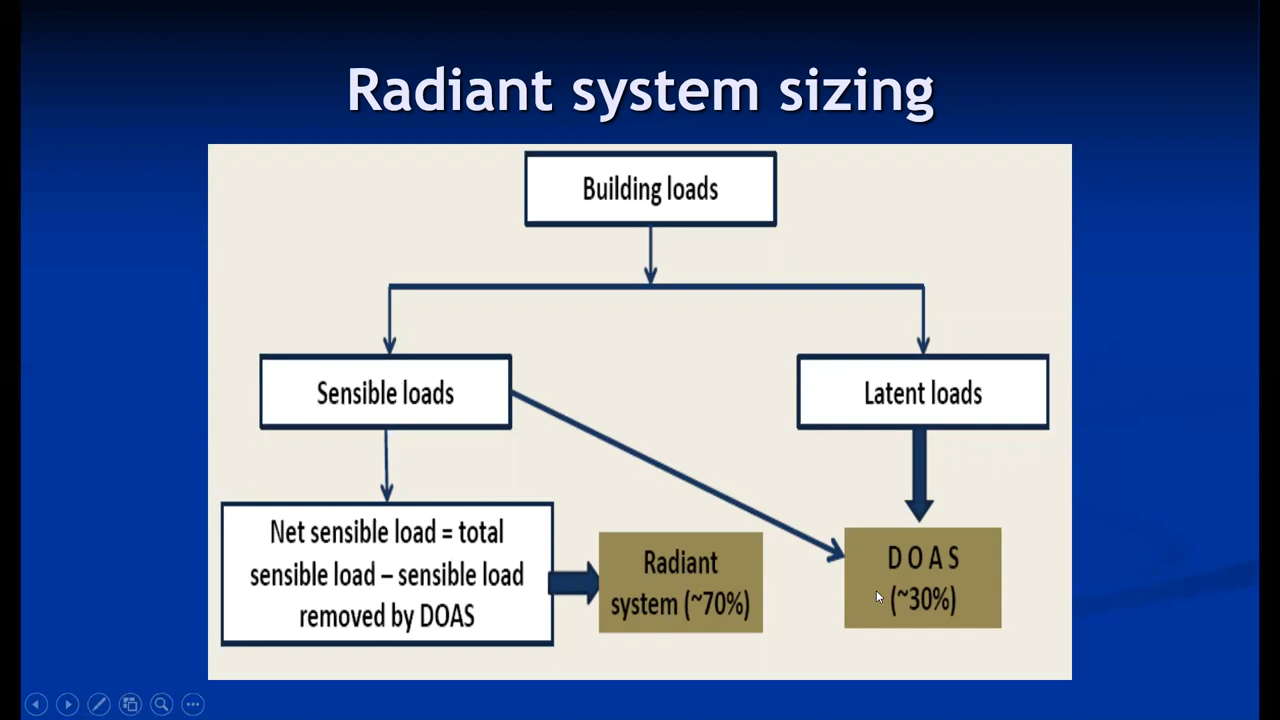 Radiant system sizing
Building loads
Sensible loads
Latent loads
Net sensible load = total
sensible load – sensible load
removed by DOAS
Radiant
system (~70%)
D O A S
(~30%)